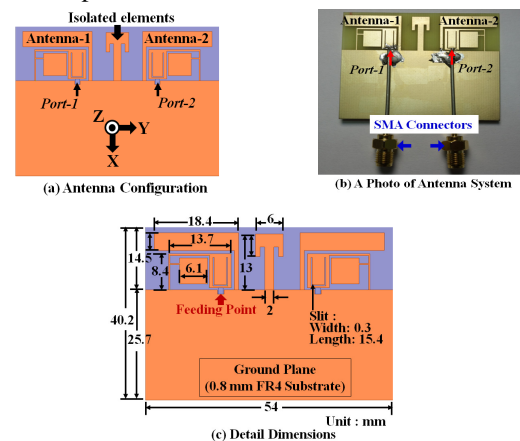 Isolated elements
Antenna-1
Antenna-2
Port-1
Port-2
Z
Y
X
(a) Antenna Configuration
Antenna-1
Antenna-2
Port-1
Port-2
SMA Connectors
(b) A Photo of Antenna System
18.4
6
13.7
14.5
8.4
6.1
13
2
Feeding Point
Slit :
Width: 0.3
Length: 15.4
40.2
25.7
Ground Plane
(0.8 mm FR4 Substrate)
54
Unit : mm
(c) Detail Dimensions